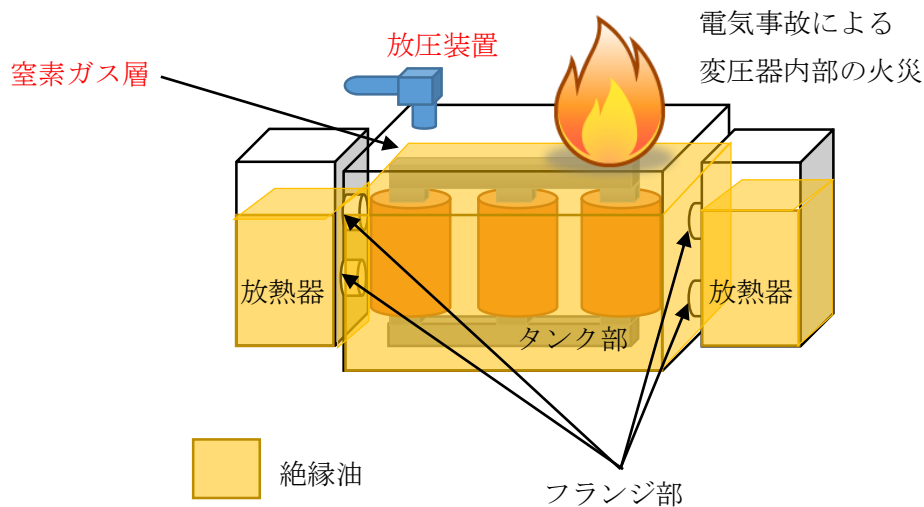 電気事故による
変圧器内部の火災
放圧装置
窒素ガス層
放熱器
放熱器
タンク部
絶縁油
フランジ部